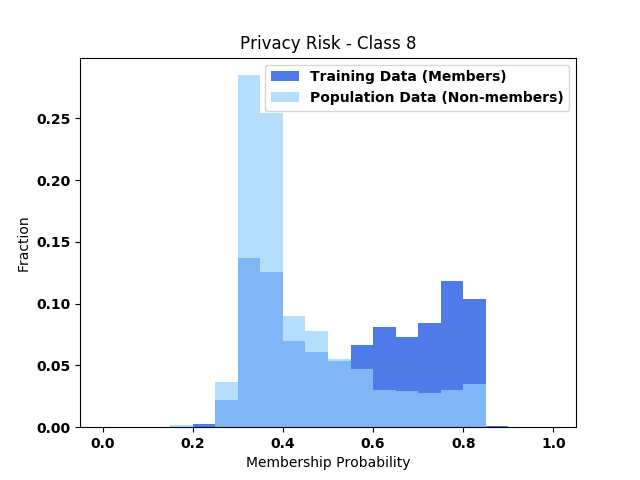 Privacy Risk - Class 8
Training Data (Members)
Population Data (Non-members)
Fraction
0.25
0.20
0.15
0.10
0.05
0.00
0.0 0.2 0.4 0.6 0.8 1.0
Membership Probability